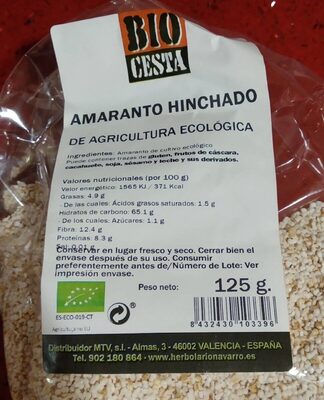 BIO
CESTA
AMARANTO HINCHADO
DE AGRICULTURA ECOLÓGICA
Ingredientes: Amaranto de cultivo ecológico
Puede contener trazas de gluten, frutos de cáscara,
cacahuete, soja, sésamo y leche y sus derivados.
Valores nutricionales (por 100 g)
Valor energético: 1565 KJ / 371 Kcal
Grasas: 4.9 g
- De las cuales: Ácidos grasos saturados: 1.5 g
Hidratos de carbono: 65.1 g
- De los cuales: Azúcares: 1.1 g
Fibra: 12.4 g
Proteínas: 8.3 g
Conservar en lugar fresco y seco. Cerrar bien el
envase después de su uso. Consumir
preferentemente antes de/Número de Lote: Ver
impresión envase.
Peso neto: 125 g.
ES-ECO-019-CT
Agricultura no UE
8 432430 103396
Distribuidor MTV, s.l. - Almas, 3 - 46002 VALENCIA - ESPAÑA
Tel. 902 180 864 - www.herbolarionavarro.es